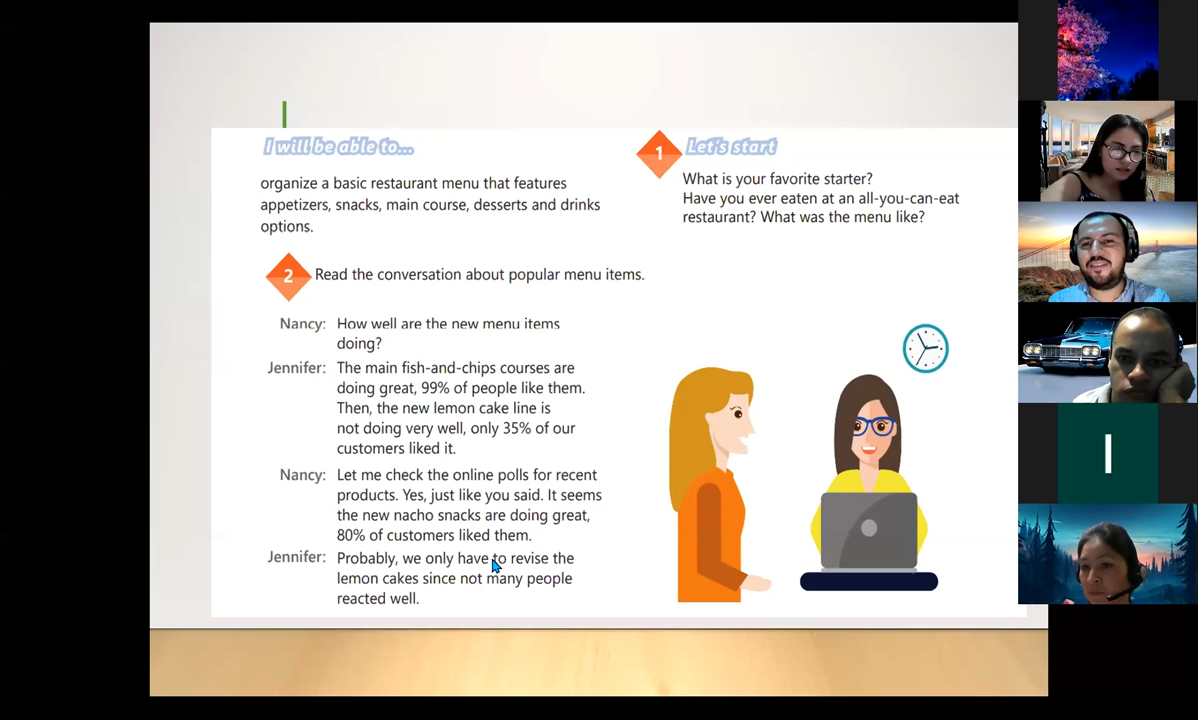 I will be able to...
organize a basic restaurant menu that features
appetizers, snacks, main course, desserts and drinks
options.
1
Let's start
What is your favorite starter?
Have you ever eaten at an all-you-can-eat
restaurant? What was the menu like?
2
Read the conversation about popular menu items.
Nancy: How well are the new menu items
doing?
Jennifer: The main fish-and-chips courses are
doing great, 99% of people like them.
Then, the new lemon cake line is
not doing very well, only 35% of our
customers liked it.
Nancy: Let me check the online polls for recent
products. Yes, just like you said. It seems
the new nacho snacks are doing great,
80% of customers liked them.
Jennifer: Probably, we only have to revise the
lemon cakes since not many people
reacted well.
I